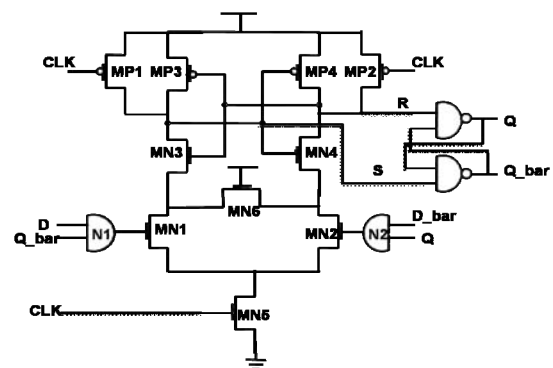 CLK
MP1
MP3
MP4
MP2
CLK
R
Q
MN3
MN4
S
Q_bar
MN6
D
Q_bar
N1
MN1
MN2
N2
D_bar
Q
CLK
MN5